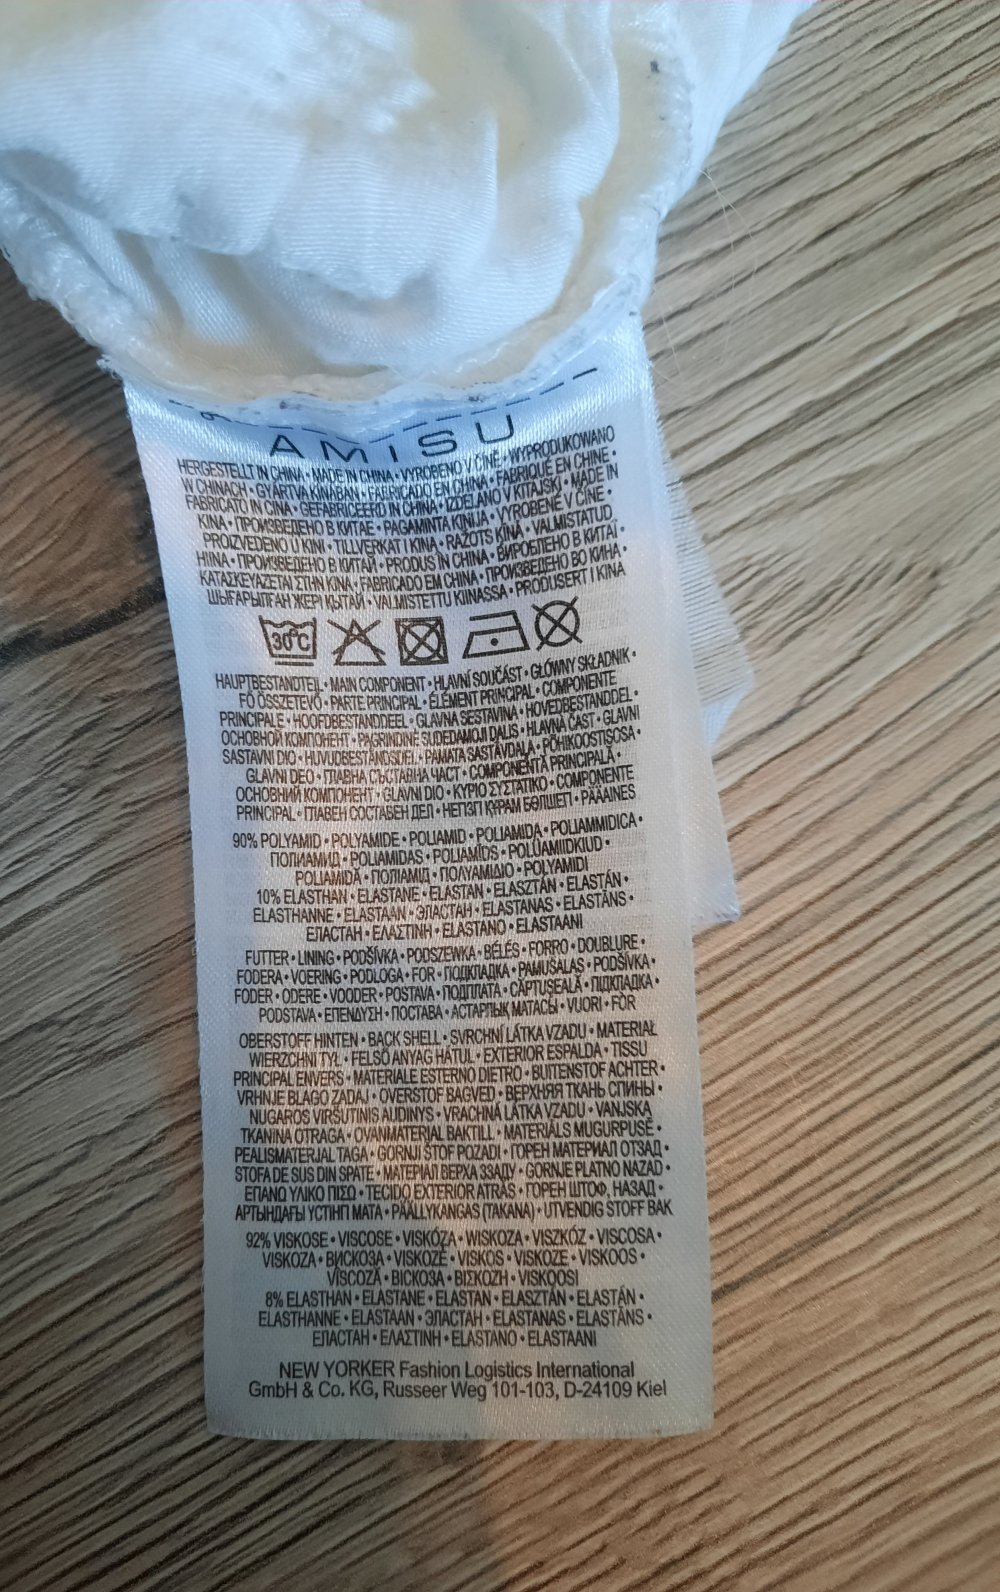 AMISU
HERGESTELLT IN CHINA • MADE IN CHINA • VYROBENO V ČÍNĚ • WYPRODUKOWANO
W CHINACH • GYÁRTVA KÍNÁBAN • FABRICADO EN CHINA • FABRIQUÉ EN CHINE •
FABRICATO IN CINA • GEFABRICEERD IN CHINA • IZDELANO V KITAJSKI • MADE IN
KINA • ПРОИЗВЕДЕНО В КИТАЕ • PAGAMINTA KINIJA • VYROBENÉ V ČÍNE •
PROIZVEDENO U KINI • TILLVERKAT I KINA • RAŽOTS ĶĪNĀ • VALMISTATUD
HIINA • ПРОИЗВЕДЕНО В КИТАЙ • PRODUS ÎN CHINA • ВИРОБЛЕНО В КИТАІ •
ΚΑΤΑΣΚΕΥΑΖΕΤΑΙ ΣΤΗΝ ΚΙΝΑ • FABRICADO EM CHINA • ПРОИЗВЕДЕНО ВО КИНА •
ШЫҒАРЫЛҒАН ЖЕРІ ҚЫТАЙ • VALMISTETTU KIINASSA • PRODUSERT I KINA
30°C
HAUPTBESTANDTEIL • MAIN COMPONENT • HLAVNÍ SOUČÁST • GŁÓWNY SKŁADNIK •
FŐ ÖSSZETEVŐ • PARTE PRINCIPAL • ÉLÉMENT PRINCIPAL • COMPONENTE
PRINCIPALE • HOOFDBESTANDDEEL • GLAVNA SESTAVINA • HOVEDBESTANDDEL •
ОСНОВНОЙ КОМПОНЕНТ • PAGRINDINĖ SUDEDAMOJI DALIS • HLAVNÁ ČASŤ • GLAVNI
SASTAVNI DIO • HUVUDBESTÅNDSDEL • PAMATA SASTĀVDAĻA • PÕHIKOOSTISOSA •
GLAVNI DEO • ГЛАВНА СЪСТАВНА ЧАСТ • COMPONENTĂ PRINCIPALĂ •
ОСНОВНИЙ КОМПОНЕНТ • GLAVNI DIO • ΚΥΡΙΟ ΣΥΣΤΑΤΙΚΟ • COMPONENTE
PRINCIPAL • ГЛАВЕН СОСТАВЕН ДЕЛ • НЕГІЗГІ ҚҰРАМ БӨЛШЕГІ • PÄÄAINES
90% POLYAMID • POLYAMIDE • POLIAMID • POLIAMIDA • POLIAMMIDICA •
ПОЛИАМИД • POLIAMIDAS • POLIAMĪDS • POLÜAMIIDKIUD •
POLIAMIDĂ • ПОЛІАМІД • ΠΟΛΥΑΜΙΔΙΟ • POLYAMIDI
10% ELASTHAN • ELASTANE • ELASTAN • ELASZTÁN • ELASTÁN •
ELASTHANNE • ELASTAAN • ЭЛАСТАН • ELASTANAS • ELASTĀNS •
ЕЛАСТАН • ΕΛΑΣΤΙΝΗ • ELASTANO • ELASTAANI
FUTTER • LINING • PODŠÍVKA • PODSZEWKA • BÉLÉS • FORRO • DOUBLURE •
FODERA • VOERING • PODLOGA • FOR • ПОДКЛАДКА • PAMUŠALAS • PODŠÍVKA •
FODER • ODERE • VOODER • POSTAVA • ПОДПЛАТА • CĂPTUȘEALĂ • ПІДКЛАДКА •
PODSTAVA • ΕΠΕΝΔΥΣΗ • ПОСТАВА • АСТАРЛЫҚ МАТАСЫ • VUORI • FÔR
OBERSTOFF HINTEN • BACK SHELL • SVRCHNÍ LÁTKA VZADU • MATERIAŁ
WIERZCHNI TYŁ • FELSŐ ANYAG HÁTUL • EXTERIOR ESPALDA • TISSU
PRINCIPAL ENVERS • MATERIALE ESTERNO DIETRO • BUITENSTOF ACHTER •
VRHNJE BLAGO ZADAJ • OVERSTOF BAGVED • ВЕРХНЯЯ ТКАНЬ СПИНЫ •
NUGAROS VIRŠUTINIS AUDINYS • VRACHNÁ LÁTKA VZADU • VANJSKA
TKANINA OTRAGA • OVANMATERJAL BAKTILL • MATERIĀLS MUGURPUSĒ •
PEALISMATERJAL TAGA • GORNJI ŠTOF POZADI • ГОРЕН МАТЕРИАЛ ОТЗАД •
STOFA DE SUS DIN SPATE • МАТЕРІАЛ ВЕРХА ЗЗАДУ • GORNJE PLATNO NAZAD •
ΕΠΑΝΩ ΥΛΙΚΟ ΠΙΣΩ • TECIDO EXTERIOR ATRÁS • ГОРЕН ШТОФ, НАЗАД •
АРТЫНДАҒЫ ҮСТІҢГІ МАТА • PÄÄLLYKANGAS (TAKANA) • UTVENDIG STOFF BAK
92% VISKOSE • VISCOSE • VISKÓZA • WISKOZA • VISZKÓZ • VISCOSA •
VISKOZA • ВИСКОЗА • VISKOZĖ • VISKOS • VISKOZE • VISKOOS •
VÎSCOZĂ • ВІСКОЗА • ΒΙΣΚΟΖΗ • VISKOOSI
8% ELASTHAN • ELASTANE • ELASTAN • ELASZTÁN • ELASTÁN •
ELASTHANNE • ELASTAAN • ЭЛАСТАН • ELASTANAS • ELASTĀNS •
ЕЛАСТАН • ΕΛΑΣΤΙΝΗ • ELASTANO • ELASTAANI
NEW YORKER Fashion Logistics International
GmbH & Co. KG, Russeer Weg 101-103, D-24109 Kiel